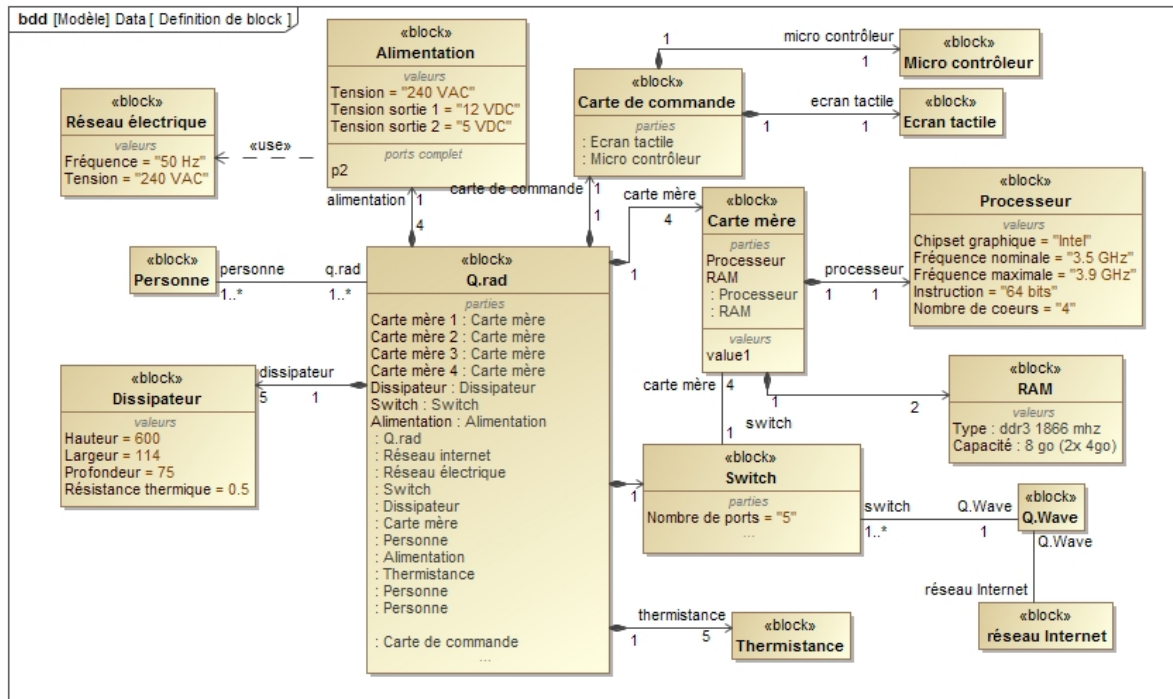 bdd [Modèle] Data [ Definition de block ]
«block»
Alimentation
valeurs
Tension = "240 VAC"
Tension sortie 1 = "12 VDC"
Tension sortie 2 = "5 VDC"
ports complet
p2
«block»
Réseau électrique
valeurs
Fréquence = "50 Hz"
Tension = "240 VAC"
«use»
«block»
Carte de commande
parties
: Ecran tactile
: Micro contrôleur
1
micro contrôleur
1
«block»
Micro contrôleur
ecran tactile
1
1
«block»
Ecran tactile
alimentation
1
4
carte de commande
1
1
carte mère
4
1
«block»
Carte mère
parties
Processeur
RAM
: Processeur
: RAM
valeurs
value1
processeur
1
1
«block»
Processeur
valeurs
Chipset graphique = "Intel"
Fréquence nominale = "3.5 GHz"
Fréquence maximale = "3.9 GHz"
Instruction = "64 bits"
Nombre de coeurs = "4"
«block»
Personne
personne
1..*
q.rad
1..*
«block»
Q.rad
parties
Carte mère 1 : Carte mère
Carte mère 2 : Carte mère
Carte mère 3 : Carte mère
Carte mère 4 : Carte mère
Dissipateur : Dissipateur
Switch : Switch
Alimentation : Alimentation
: Q.rad
: Réseau internet
: Réseau électrique
: Switch
: Dissipateur
: Carte mère
: Personne
: Alimentation
: Thermistance
: Personne
: Personne
: Carte de commande
...
«block»
Dissipateur
valeurs
Hauteur = 600
Largeur = 114
Profondeur = 75
Résistance thermique = 0.5
dissipateur
5
1
carte mère
4
1
switch
1
2
«block»
RAM
valeurs
Type : ddr3 1866 mhz
Capacité : 8 go (2x 4go)
1
«block»
Switch
parties
Nombre de ports = "5"
...
switch
1..*
Q.Wave
1
«block»
Q.Wave
Q.Wave
réseau Internet
«block»
réseau Internet
thermistance
1
5
«block»
Thermistance